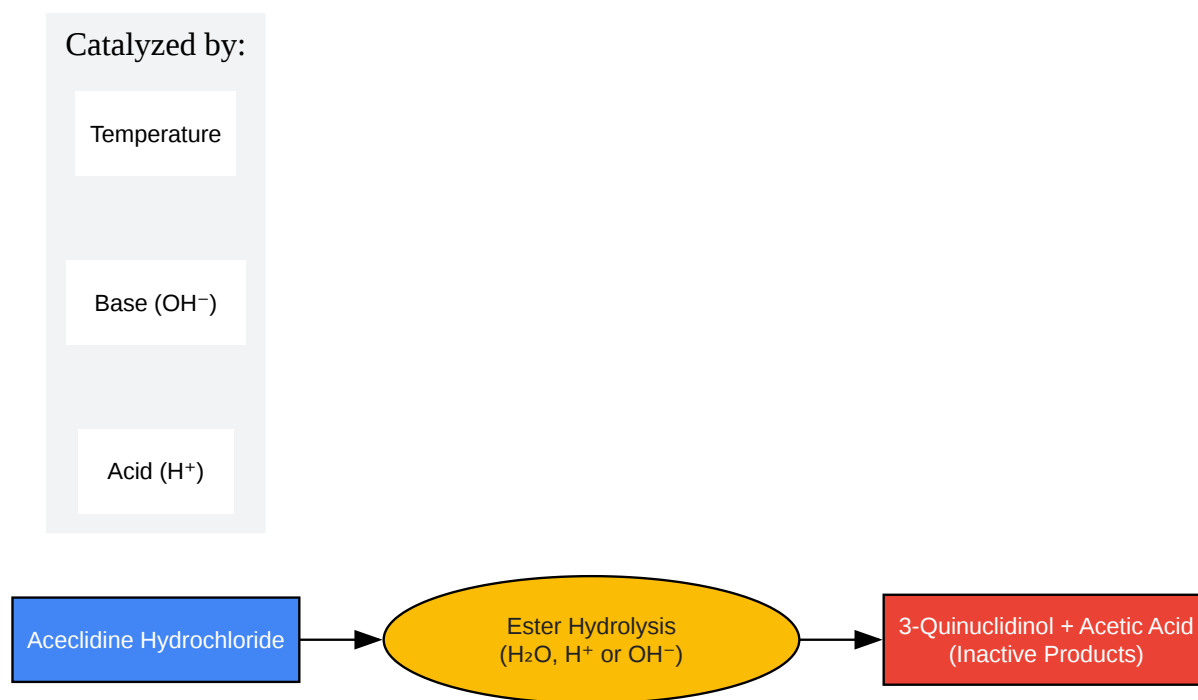 Catalyzed by:
Temperature
Base (OH⁻)
Acid (H⁺)
Aceclidine Hydrochloride
Ester Hydrolysis
(H₂O, H⁺ or OH⁻)
3-Quinuclidinol + Acetic Acid
(Inactive Products)